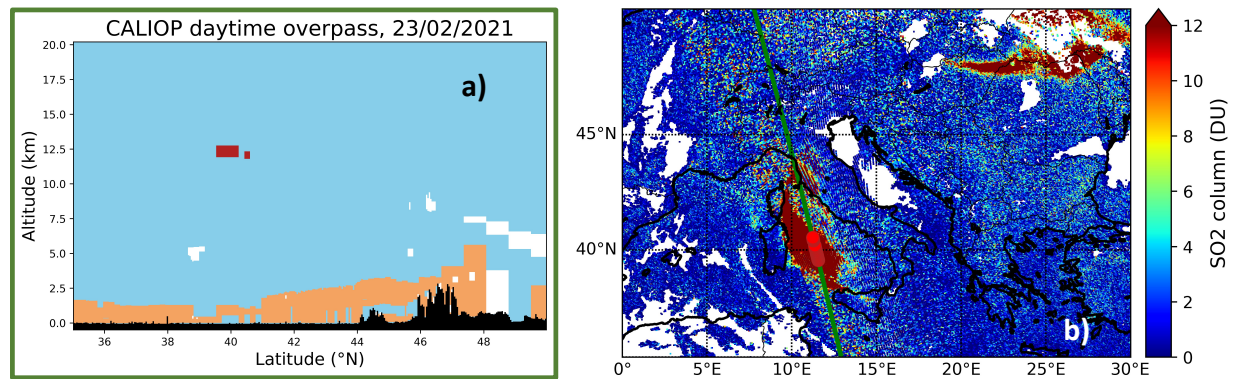 CALIOP daytime overpass, 23/02/2021
a)
20.0
17.5
15.0
12.5
10.0
7.5
5.0
2.5
0.0
Altitude (km)
36 38 40 42 44 46 48
Latitude (°N)
45°N
40°N
b)
0° 5°E 10°E 15°E 20°E 25°E 30°E
12
10
8
6
4
2
0
SO2 column (DU)